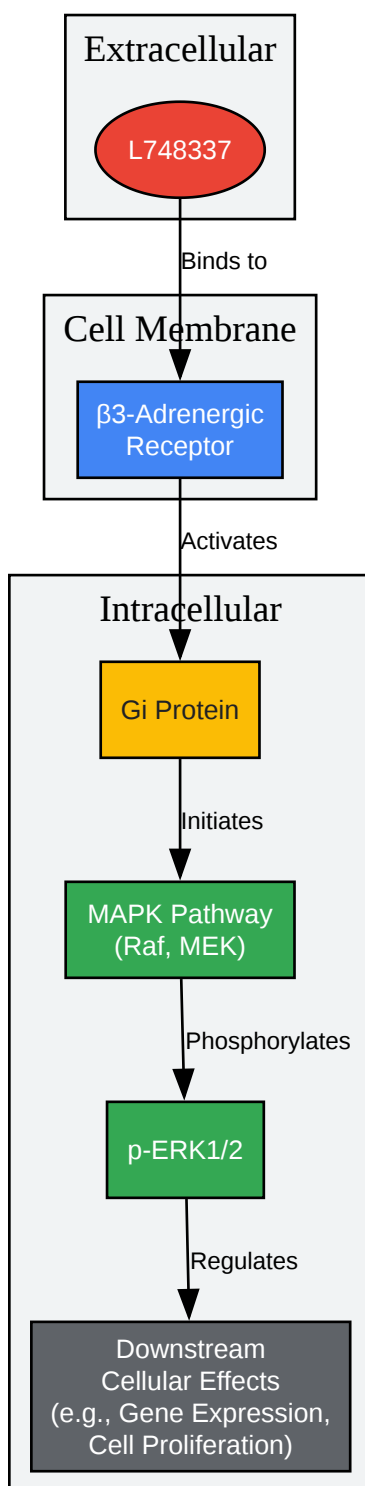 Extracellular
L748337
Binds to
Cell Membrane
β3-Adrenergic
Receptor
Activates
Intracellular
Gi Protein
Initiates
MAPK Pathway
(Raf, MEK)
Phosphorylates
p-ERK1/2
Regulates
Downstream
Cellular Effects
(e.g., Gene Expression,
Cell Proliferation)